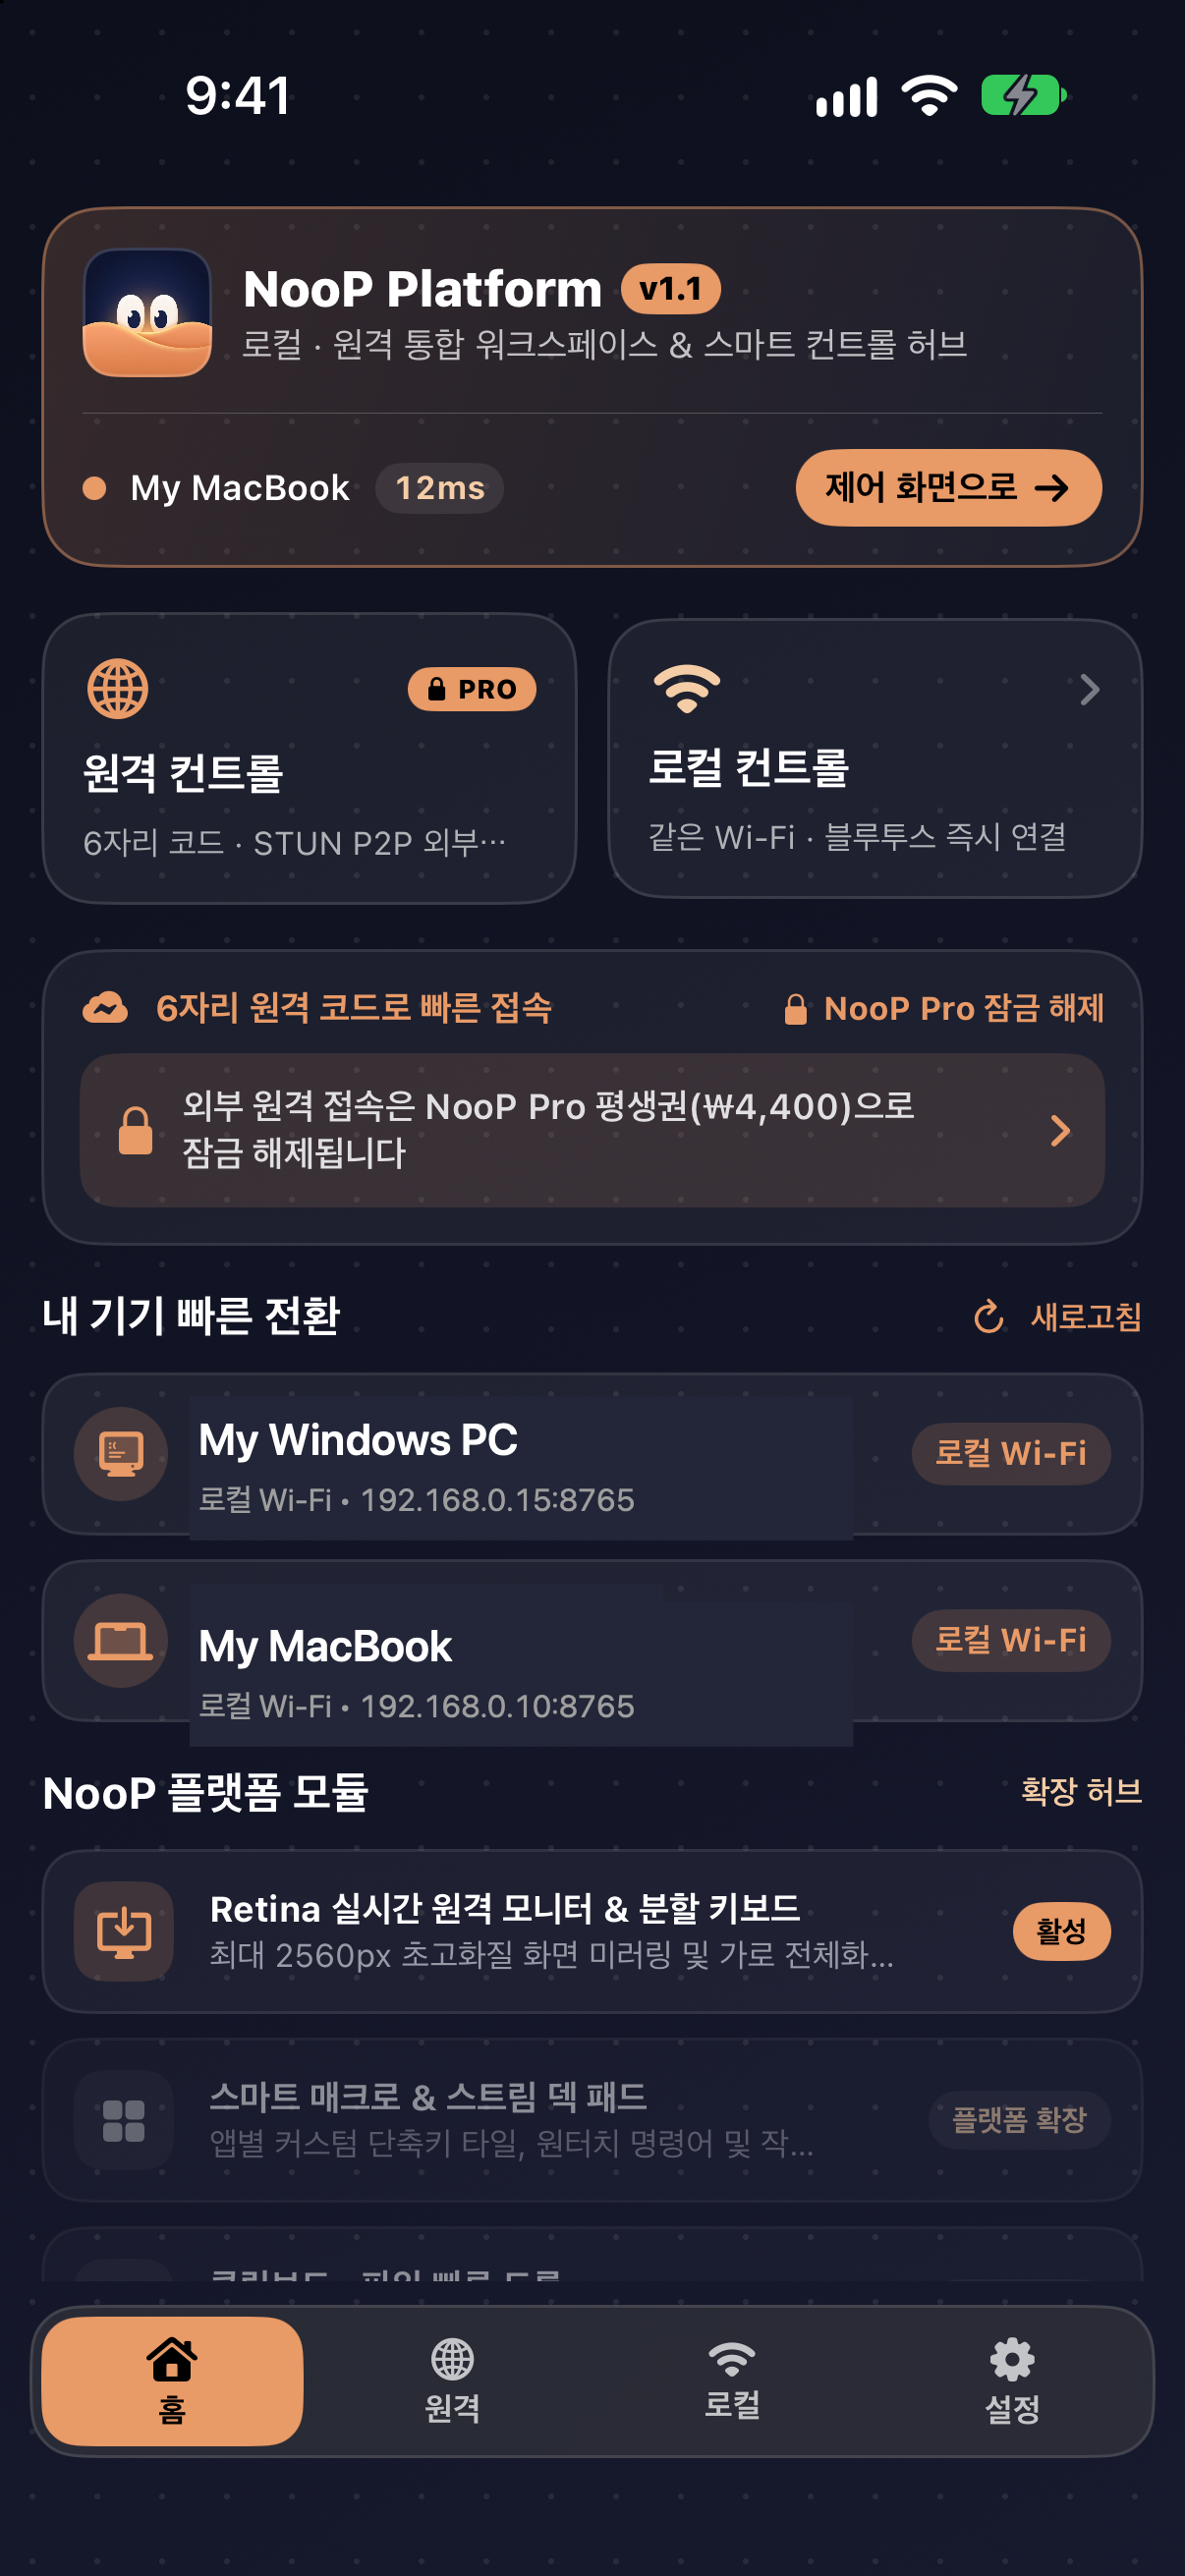 9:41
NooP Platform v1.1
로컬 · 원격 통합 워크스페이스 & 스마트 컨트롤 허브
My MacBook 12ms 제어 화면으로 →
PRO
원격 컨트롤
6자리 코드 · STUN P2P 외부…
로컬 컨트롤
같은 Wi-Fi · 블루투스 즉시 연결
6자리 원격 코드로 빠른 접속 NooP Pro 잠금 해제
외부 원격 접속은 NooP Pro 평생권(₩4,400)으로
잠금 해제됩니다
내 기기 빠른 전환 새로고침
My Windows PC
로컬 Wi-Fi • 192.168.0.15:8765
로컬 Wi-Fi
My MacBook
로컬 Wi-Fi • 192.168.0.10:8765
로컬 Wi-Fi
NooP 플랫폼 모듈 확장 허브
Retina 실시간 원격 모니터 & 분할 키보드
최대 2560px 초고화질 화면 미러링 및 가로 전체화...
활성
스마트 매크로 & 스트림 덱 패드
앱별 커스텀 단축키 타일, 원터치 명령어 및 작...
플랫폼 확장
홈 원격 로컬 설정